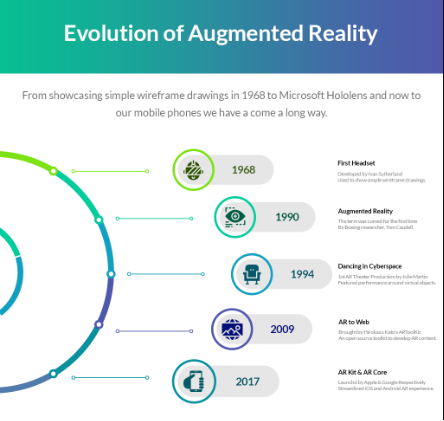 Evolution of Augmented Reality
From showcasing simple wireframe drawings in 1968 to Microsoft Hololens and now to
our mobile phones we have a come a long way.
1968
First Headset
Developed by Ivan Sutherland
Used to show simple wireframe drawings.
1990
Augmented Reality
The term was coined for the first time
By Boeing researcher, Tom Caudell.
1994
Dancing in Cyberspace
1st AR Theater Production by Julie Martin
Featured performance around virtual objects.
2009
AR to Web
Brought by Hirokazu Kato's ARToolKit
An open source toolkit to develop AR content.
2017
AR Kit & AR Core
Launched by Apple & Google Respectively
Streamlined iOS and Android AR experience.